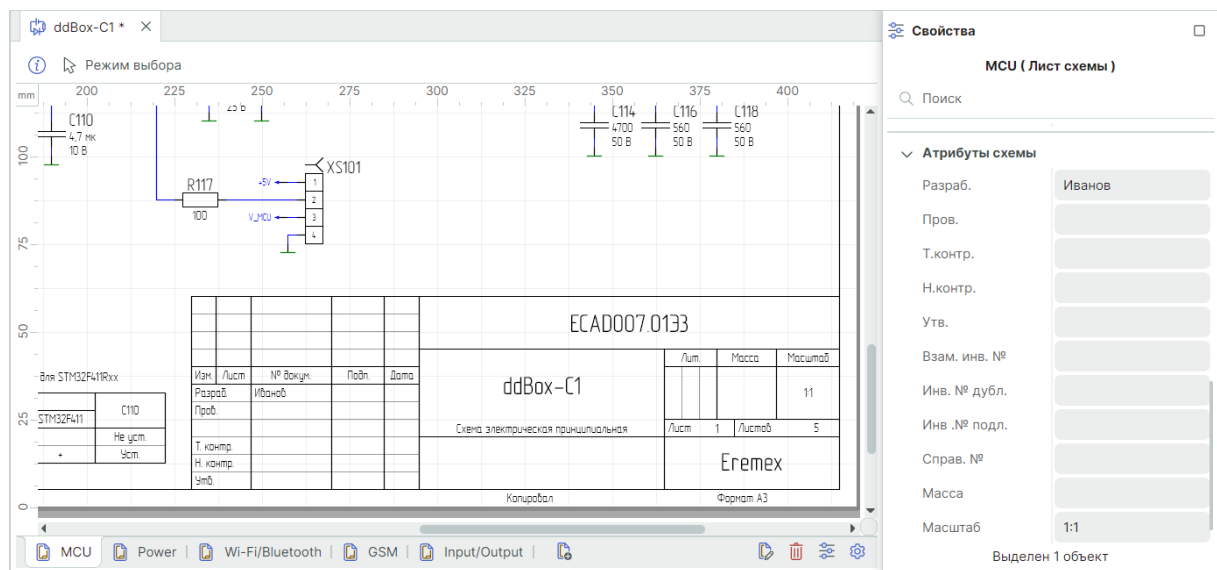 ddBox-C1 *
Режим выбора
mm 200 225 250 275 300 325 350 375 400
100
75
50
25
0
C110
4,7 мк
10 В
25 В
R117
100
+5V
V_MCU
XS101
1
2
3
4
C114
4700
50 В
C116
560
50 В
C118
560
50 В
для STM32F411Rxx
STM32F411
C110
Не уст.
+ Уст.
ECAD007.01Э3
Изм. Лист № докум. Подп. Дата
Разраб. Иванов
Пров.
Т. контр.
Н. контр.
Утв.
ddBox-C1
Схема электрическая принципиальная
Лит. Масса Масштаб
1:1
Лист 1 Листов 5
Eremex
Копировал Формат А3
MCU Power Wi-Fi/Bluetooth GSM Input/Output
Свойства
MCU ( Лист схемы )
Поиск
Атрибуты схемы
Разраб. Иванов
Пров.
Т.контр.
Н.контр.
Утв.
Взам. инв. №
Инв. № дубл.
Инв .№ подл.
Справ. №
Масса
Масштаб 1:1
Выделен 1 объект